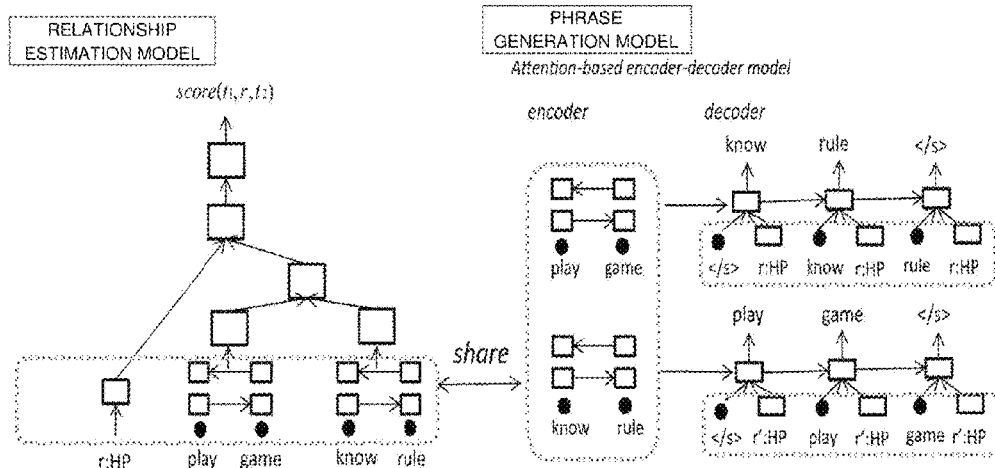 RELATIONSHIP
ESTIMATION MODEL
score(t₁,r,t₂)
r:HP play game know rule
share
PHRASE
GENERATION MODEL
Attention-based encoder-decoder model
encoder decoder
know rule </s>
play game
</s> r:HP know r:HP rule r:HP
play game </s>
know rule
</s> r':HP play r':HP game r':HP